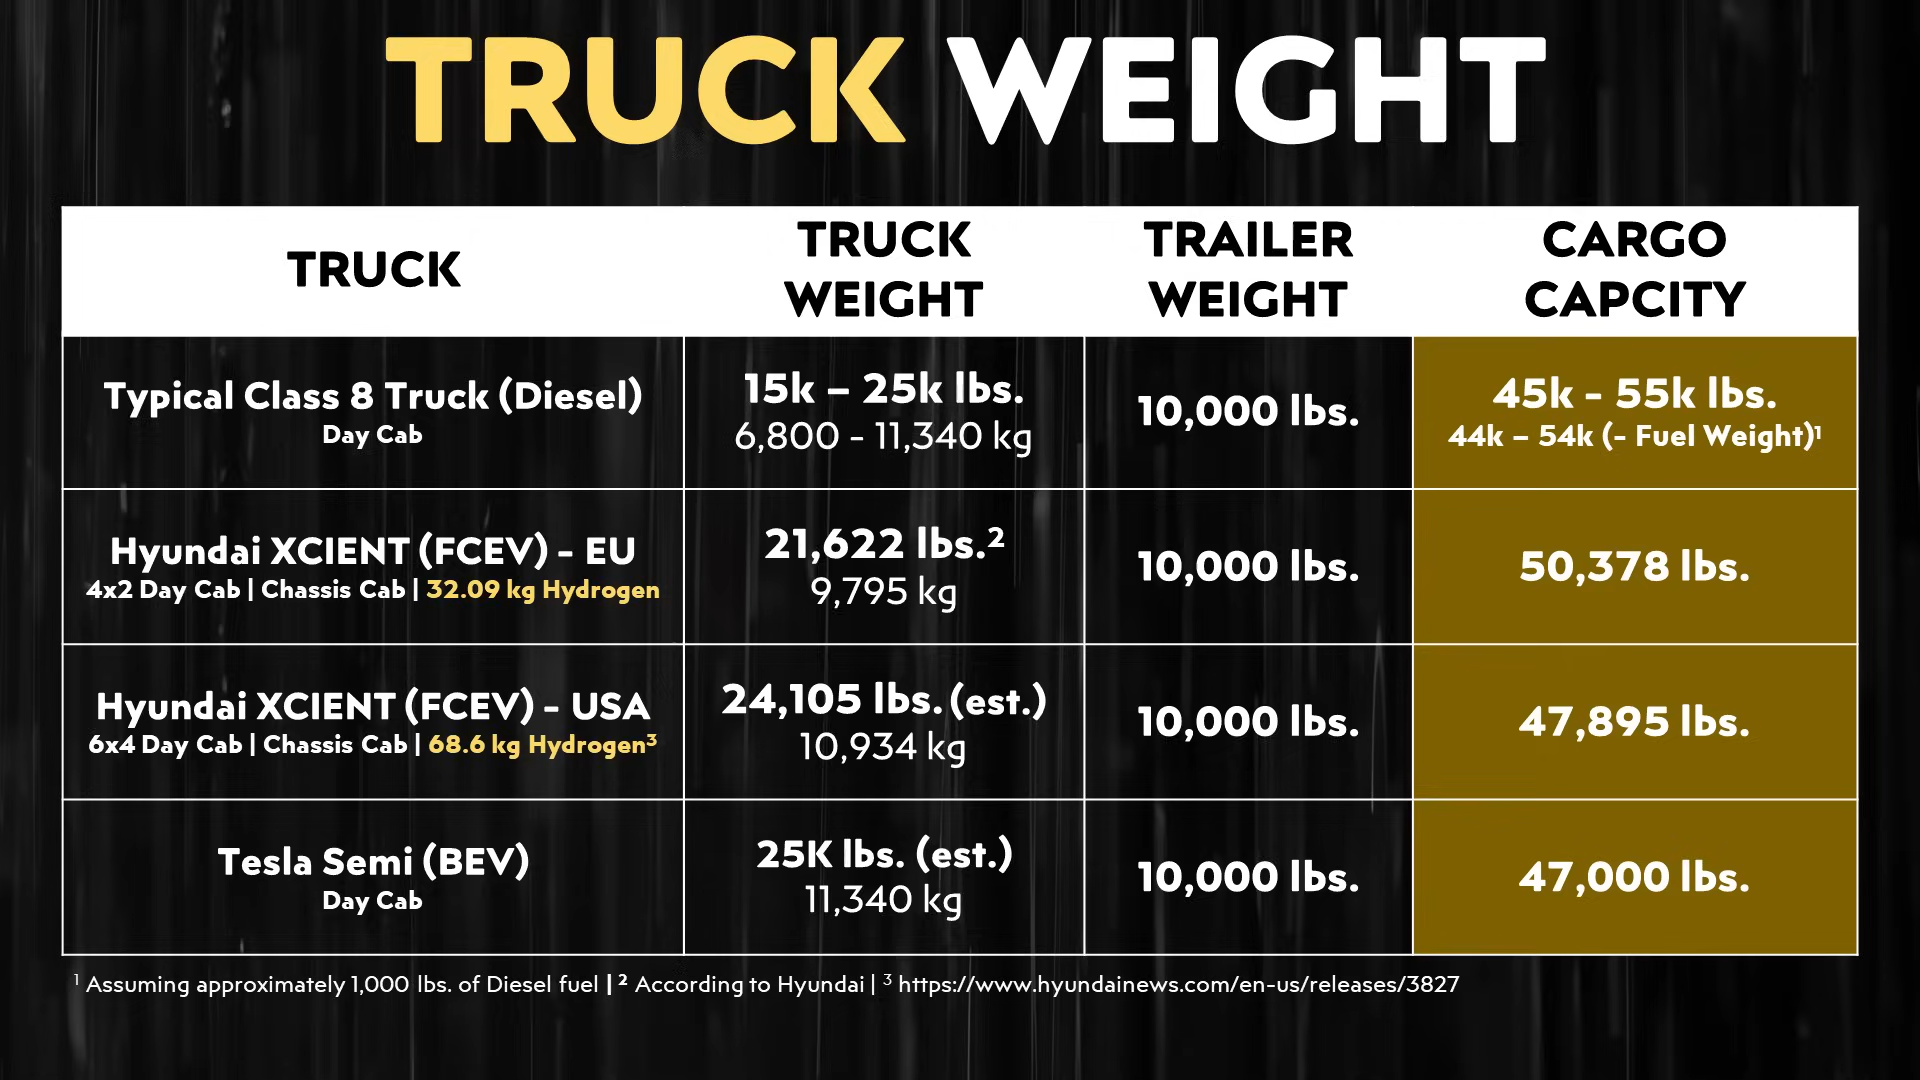 TRUCK WEIGHT
TRUCK
TRUCK
WEIGHT
TRAILER
WEIGHT
CARGO
CAPCITY
Typical Class 8 Truck (Diesel)
Day Cab
15k – 25k lbs.
6,800 - 11,340 kg
10,000 lbs.
45k - 55k lbs.
44k – 54k (- Fuel Weight)¹
Hyundai XCIENT (FCEV) - EU
4x2 Day Cab | Chassis Cab | 32.09 kg Hydrogen
21,622 lbs.²
9,795 kg
10,000 lbs.
50,378 lbs.
Hyundai XCIENT (FCEV) - USA
6x4 Day Cab | Chassis Cab | 68.6 kg Hydrogen³
24,105 lbs. (est.)
10,934 kg
10,000 lbs.
47,895 lbs.
Tesla Semi (BEV)
Day Cab
25K lbs. (est.)
11,340 kg
10,000 lbs.
47,000 lbs.
¹ Assuming approximately 1,000 lbs. of Diesel fuel | ² According to Hyundai | ³ https://www.hyundainews.com/en-us/releases/3827